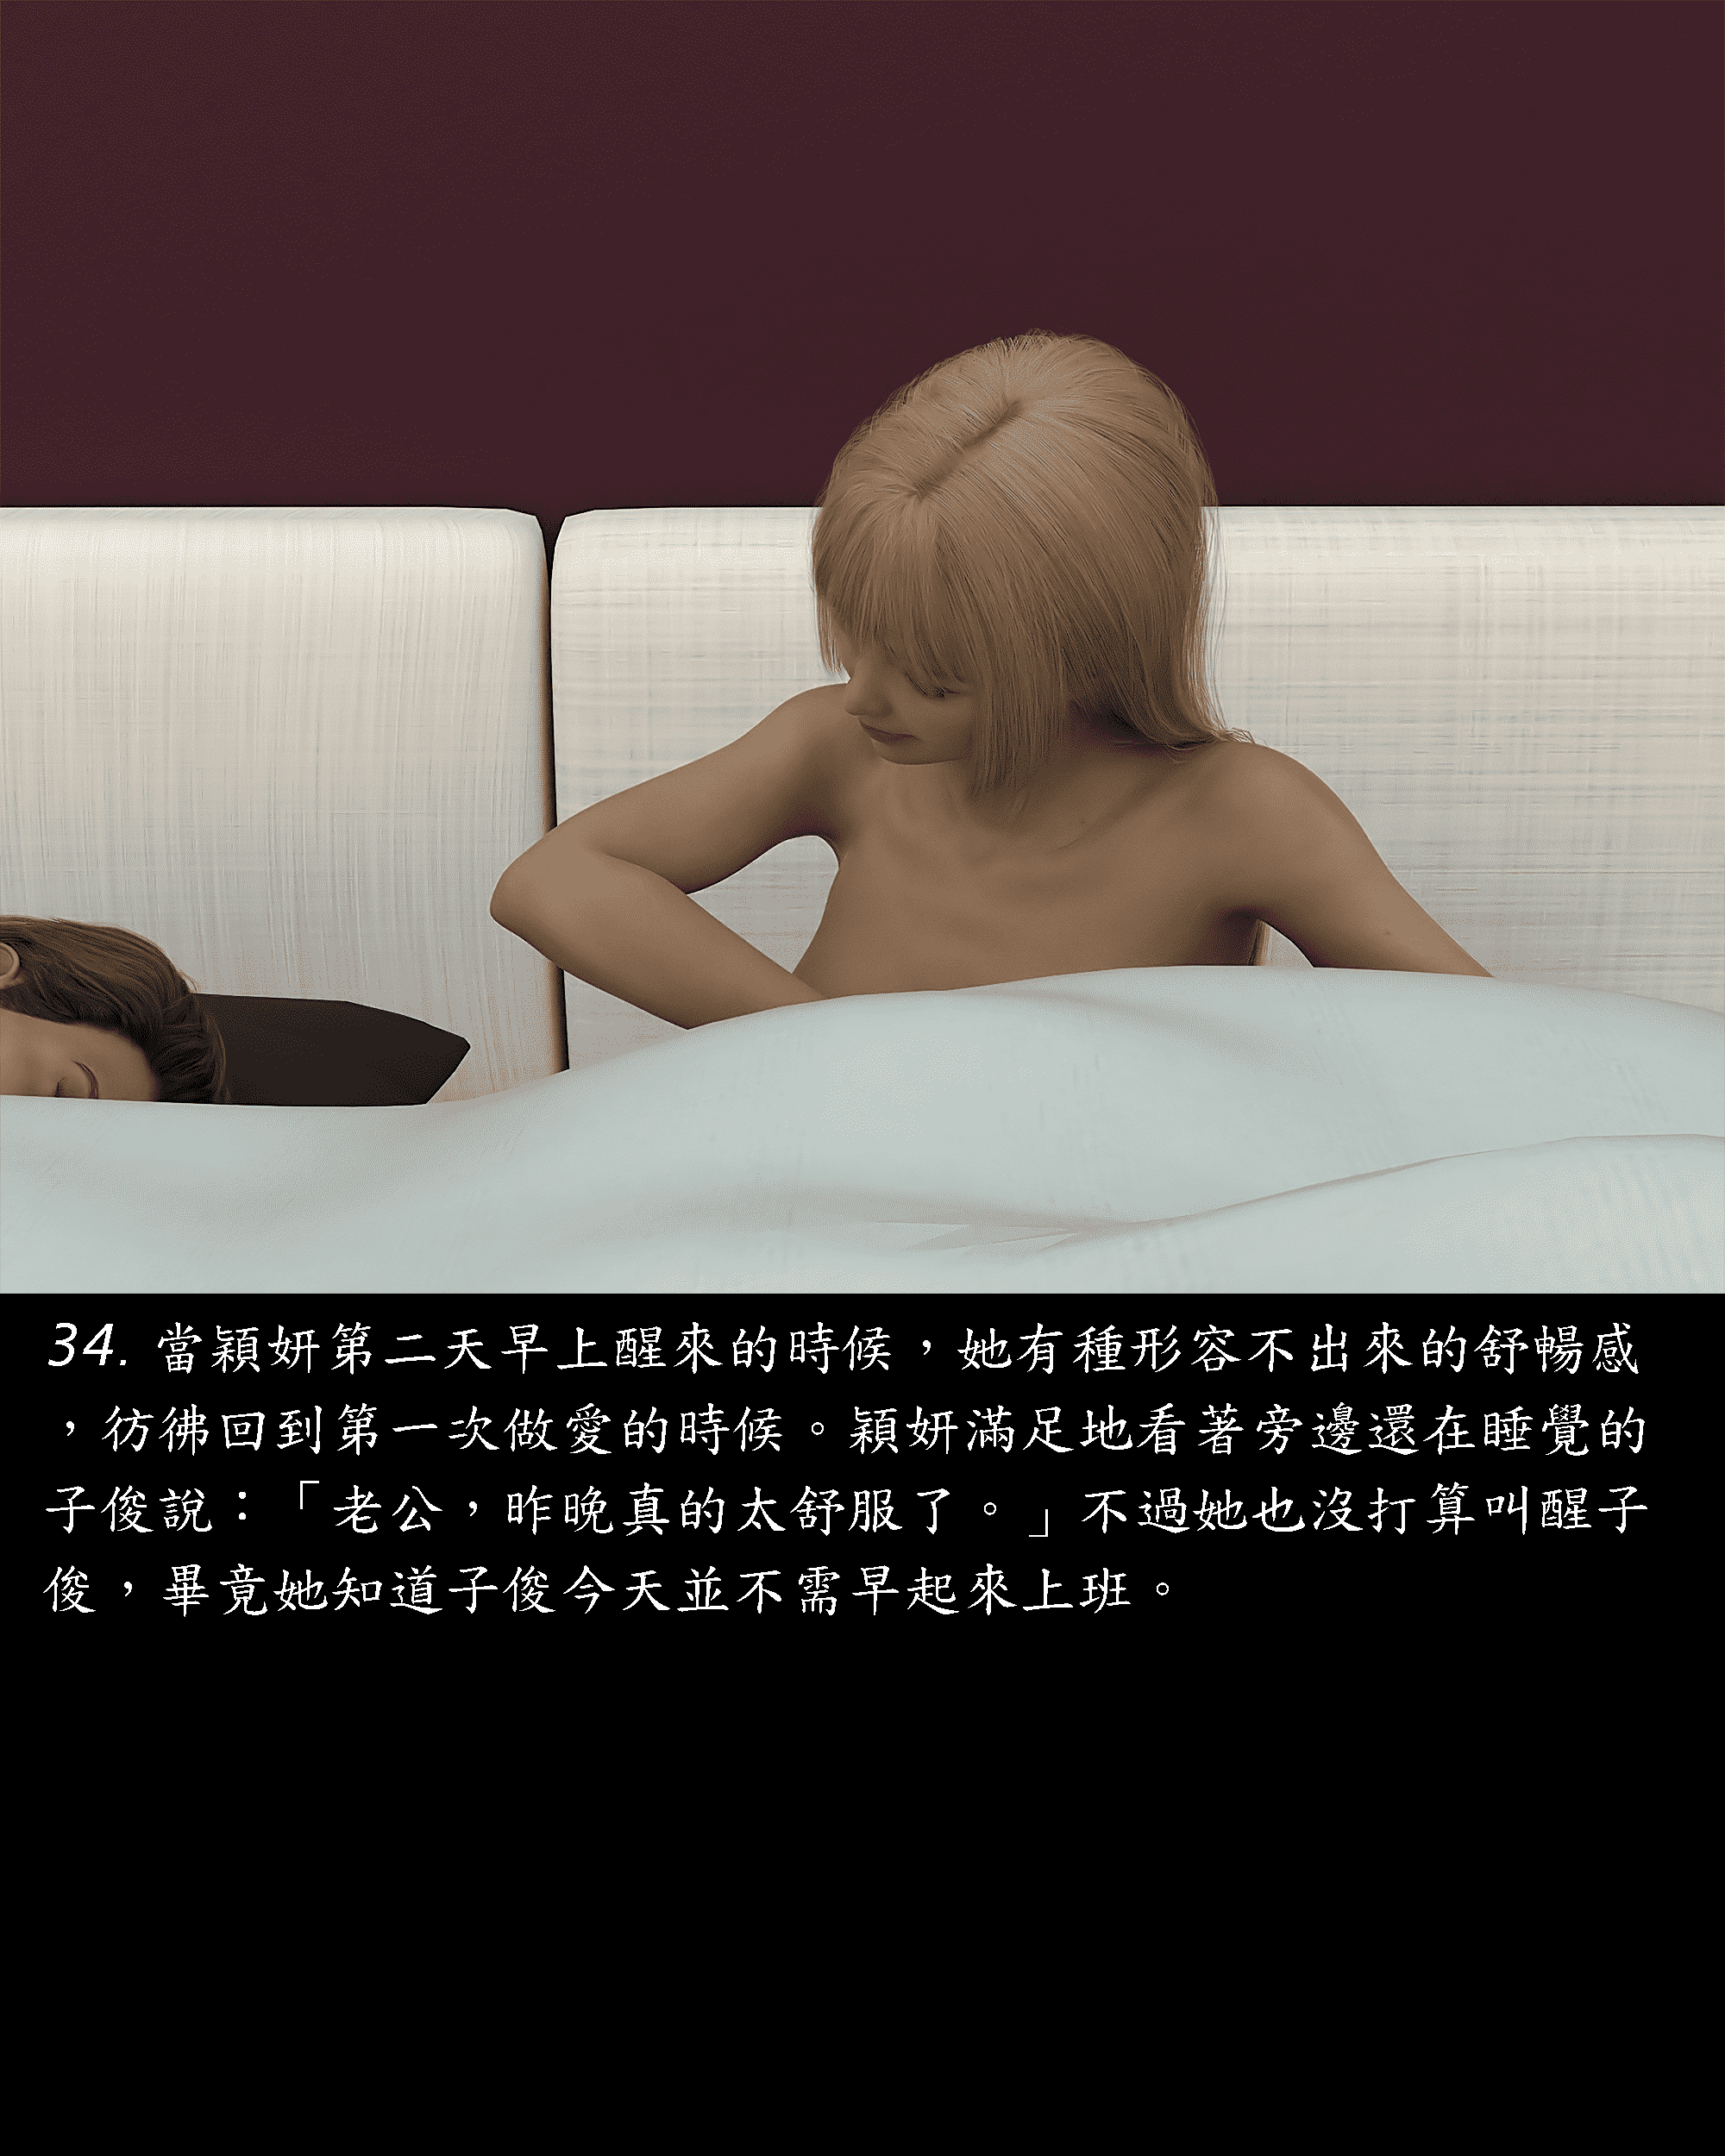 34. 當穎妍第二天早上醒來的時候，她有種形容不出來的舒暢感
，彷彿回到第一次做愛的時候。穎妍滿足地看著旁邊還在睡覺的
子俊說：「老公，昨晚真的太舒服了。」不過她也沒打算叫醒子
俊，畢竟她知道子俊今天並不需早起來上班。